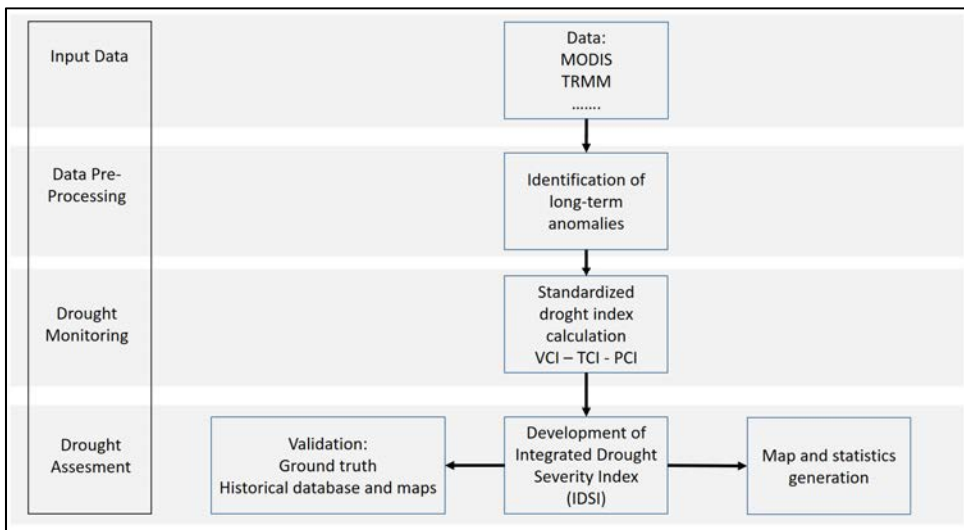 Input Data
Data:
MODIS
TRMM
.......
Data Pre-
Processing
Identification of
long-term
anomalies
Drought
Monitoring
Standardized
droght index
calculation
VCI – TCI - PCI
Drought
Assesment
Validation:
Ground truth
Historical database and maps
Development of
Integrated Drought
Severity Index
(IDSI)
Map and statistics
generation